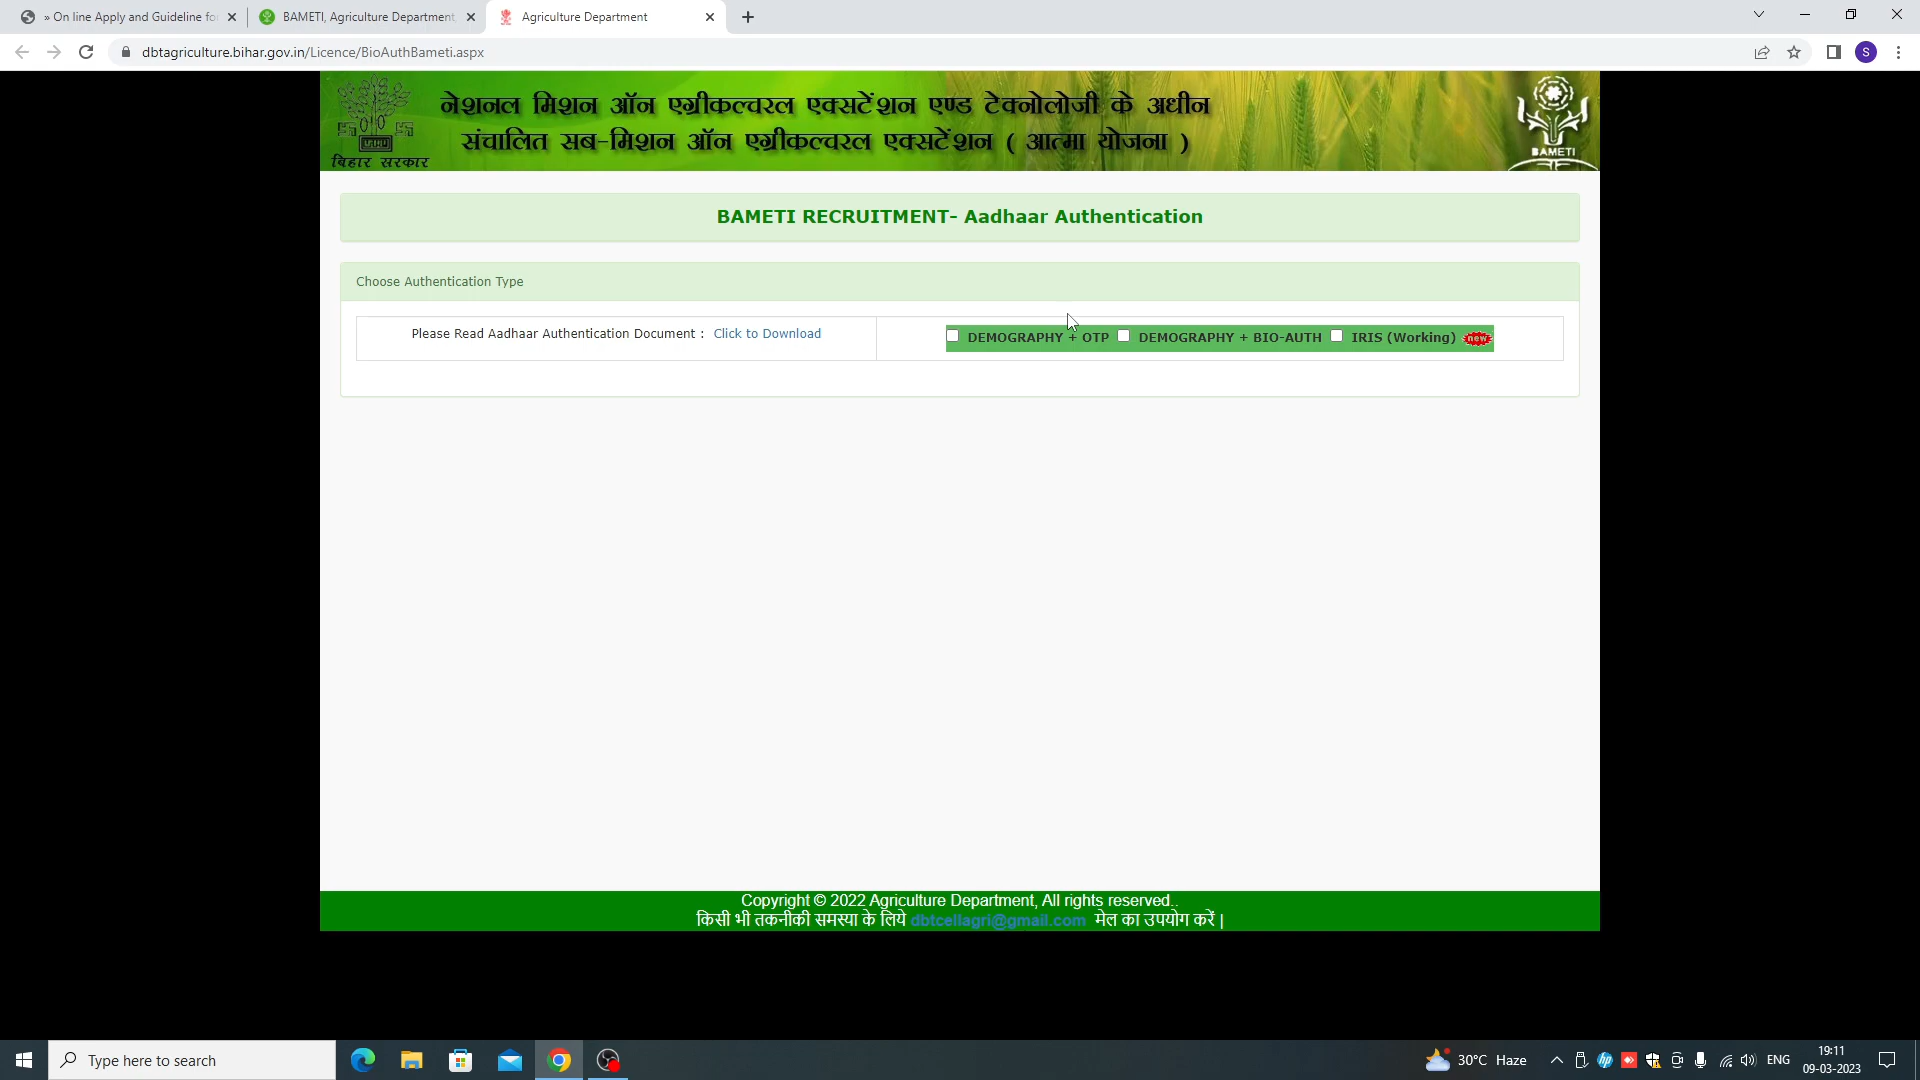 » On line Apply and Guideline fo
BAMETI, Agriculture Department,
Agriculture Department
dbtagriculture.bihar.gov.in/Licence/BioAuthBameti.aspx
S
नेशनल मिशन ऑन एग्रीकल्चरल एक्सटेंशन एण्ड टेक्नोलोजी के अधीन
संचालित सब-मिशन ऑन एग्रीकल्चरल एक्सटेंशन ( आत्मा योजना )
बिहार सरकार
BAMETI
BAMETI RECRUITMENT- Aadhaar Authentication
Choose Authentication Type
Please Read Aadhaar Authentication Document : Click to Download
DEMOGRAPHY + OTP DEMOGRAPHY + BIO-AUTH IRIS (Working) new
Copyright © 2022 Agriculture Department, All rights reserved..
किसी भी तकनीकी समस्या के लिये dbtcellagri@gmail.com मेल का उपयोग करें |
Type here to search
30°C Haze
hp
ENG
19:11
09-03-2023